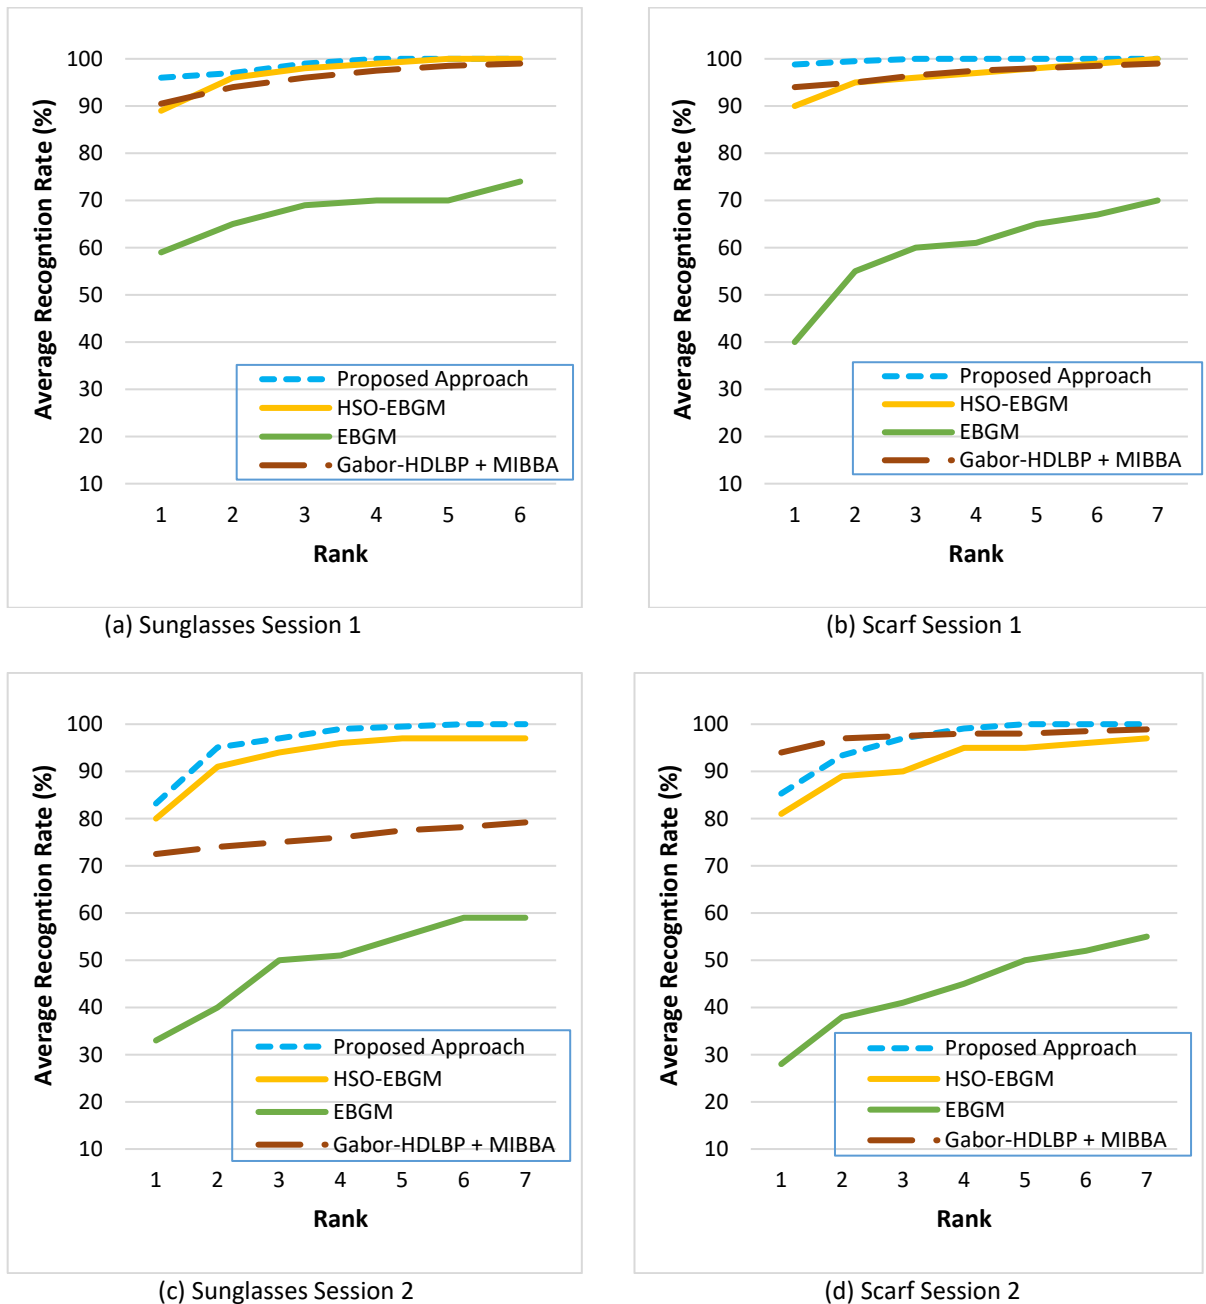 Average Recogntion Rate (%)
100
90
80
70
60
50
40
30
20
10
Proposed Approach
HSO-EBGM
EBGM
Gabor-HDLBP + MIBBA
1 2 3 4 5 6
Rank
(a) Sunglasses Session 1
Average Recogntion Rate (%)
100
90
80
70
60
50
40
30
20
10
Proposed Approach
HSO-EBGM
EBGM
Gabor-HDLBP + MIBBA
1 2 3 4 5 6 7
Rank
(b) Scarf Session 1
Average Recogntion Rate (%)
100
90
80
70
60
50
40
30
20
10
Proposed Approach
HSO-EBGM
EBGM
Gabor-HDLBP + MIBBA
1 2 3 4 5 6 7
Rank
(c) Sunglasses Session 2
Average Recogntion Rate (%)
100
90
80
70
60
50
40
30
20
10
Proposed Approach
HSO-EBGM
EBGM
Gabor-HDLBP + MIBBA
1 2 3 4 5 6 7
Rank
(d) Scarf Session 2